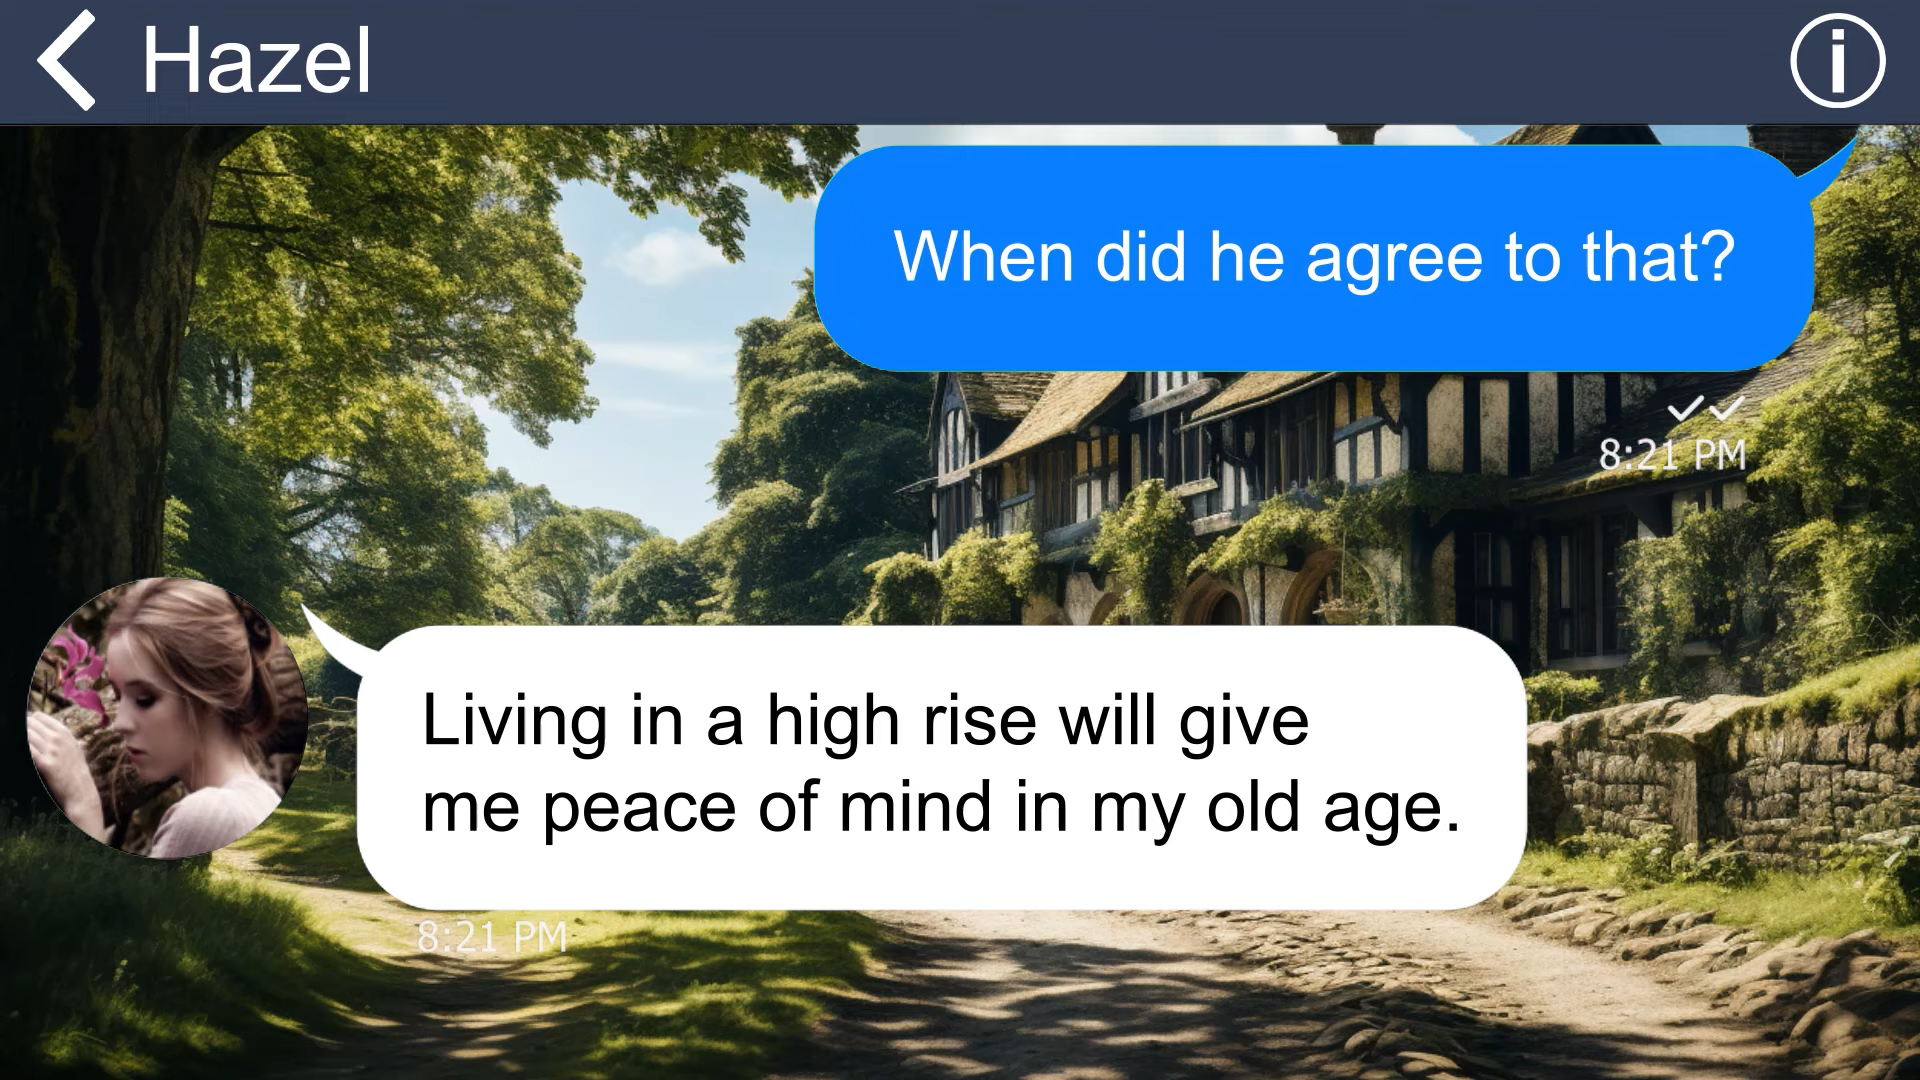 Hazel
When did he agree to that?
8:21 PM
Living in a high rise will give
me peace of mind in my old age.
8:21 PM